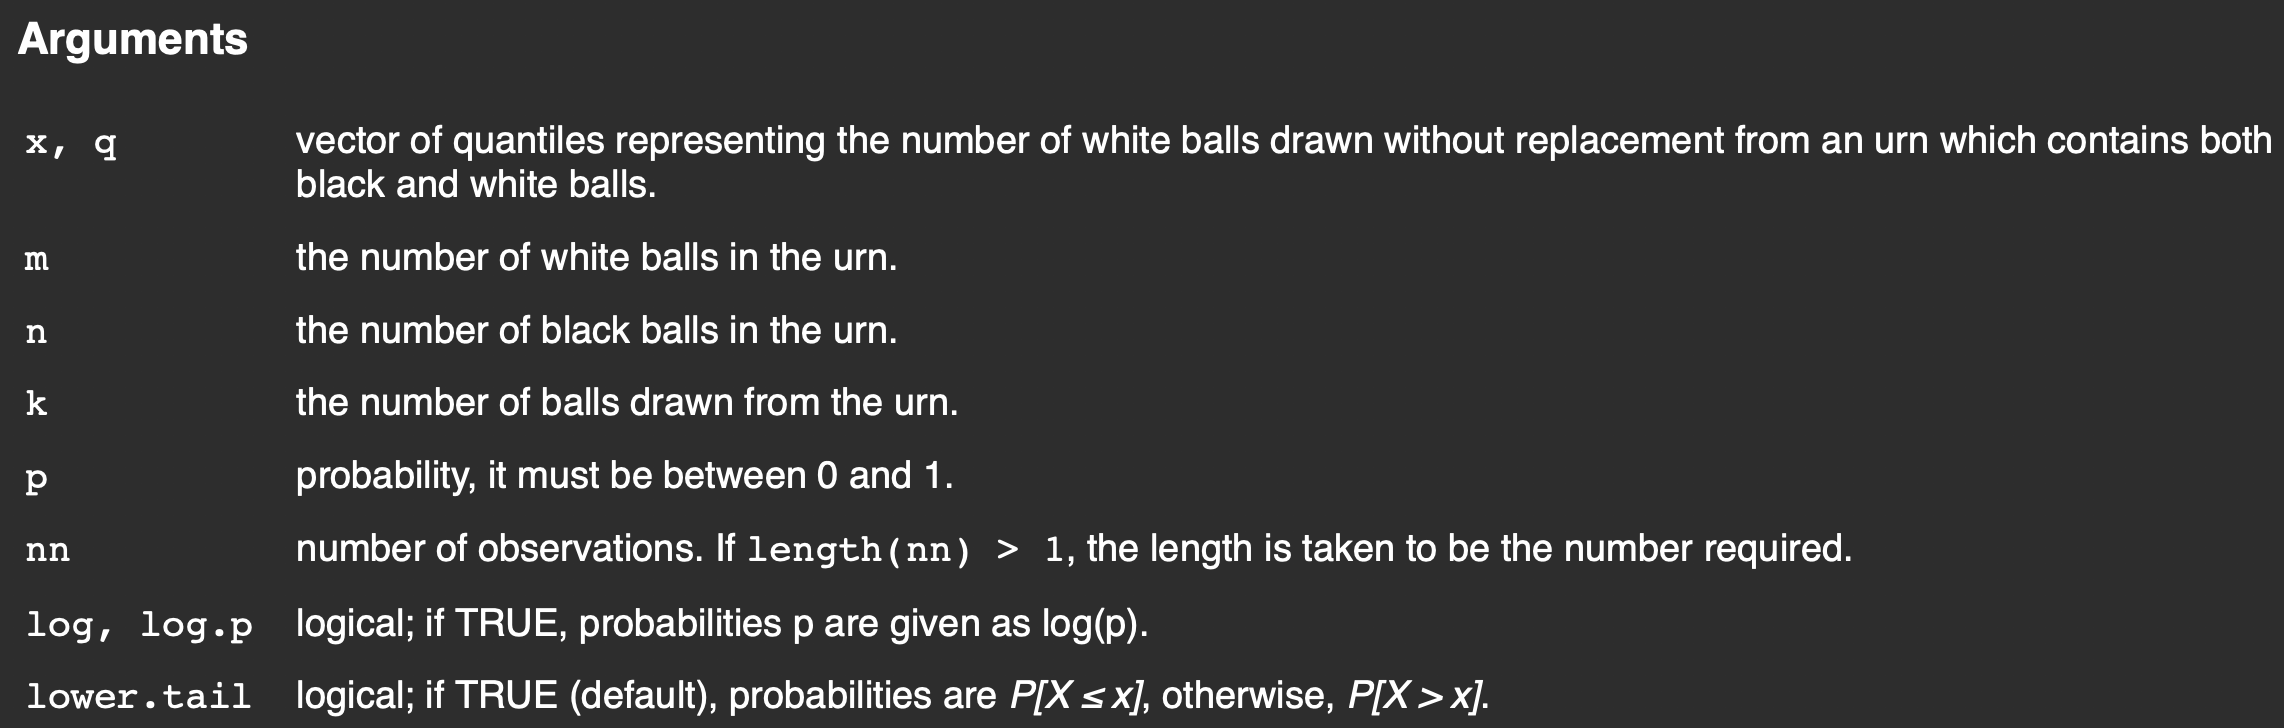 Arguments
x, q vector of quantiles representing the number of white balls drawn without replacement from an urn which contains both
black and white balls.
m the number of white balls in the urn.
n the number of black balls in the urn.
k the number of balls drawn from the urn.
p probability, it must be between 0 and 1.
nn number of observations. If length(nn) > 1, the length is taken to be the number required.
log, log.p logical; if TRUE, probabilities p are given as log(p).
lower.tail logical; if TRUE (default), probabilities are P[X ≤ x], otherwise, P[X > x].